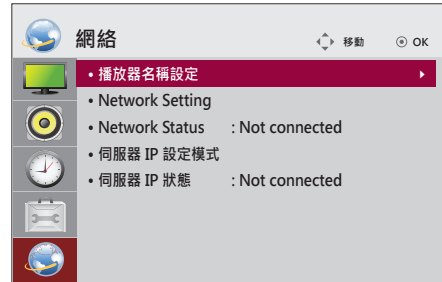 網絡 移動 OK
• 播放器名稱設定
• Network Setting
• Network Status : Not connected
• 伺服器 IP 設定模式
• 伺服器 IP 狀態 : Not connected